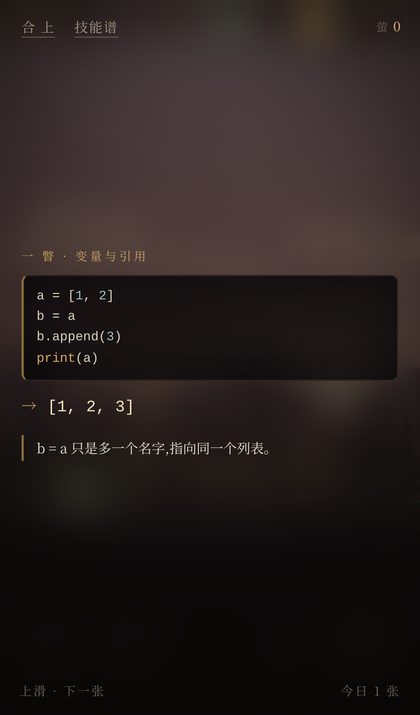 合上 技能谱 萤 0
一瞥 · 变量与引用
a = [1, 2]
b = a
b.append(3)
print(a)
→ [1, 2, 3]
b = a 只是多一个名字,指向同一个列表。
上滑 · 下一张 今日 1 张